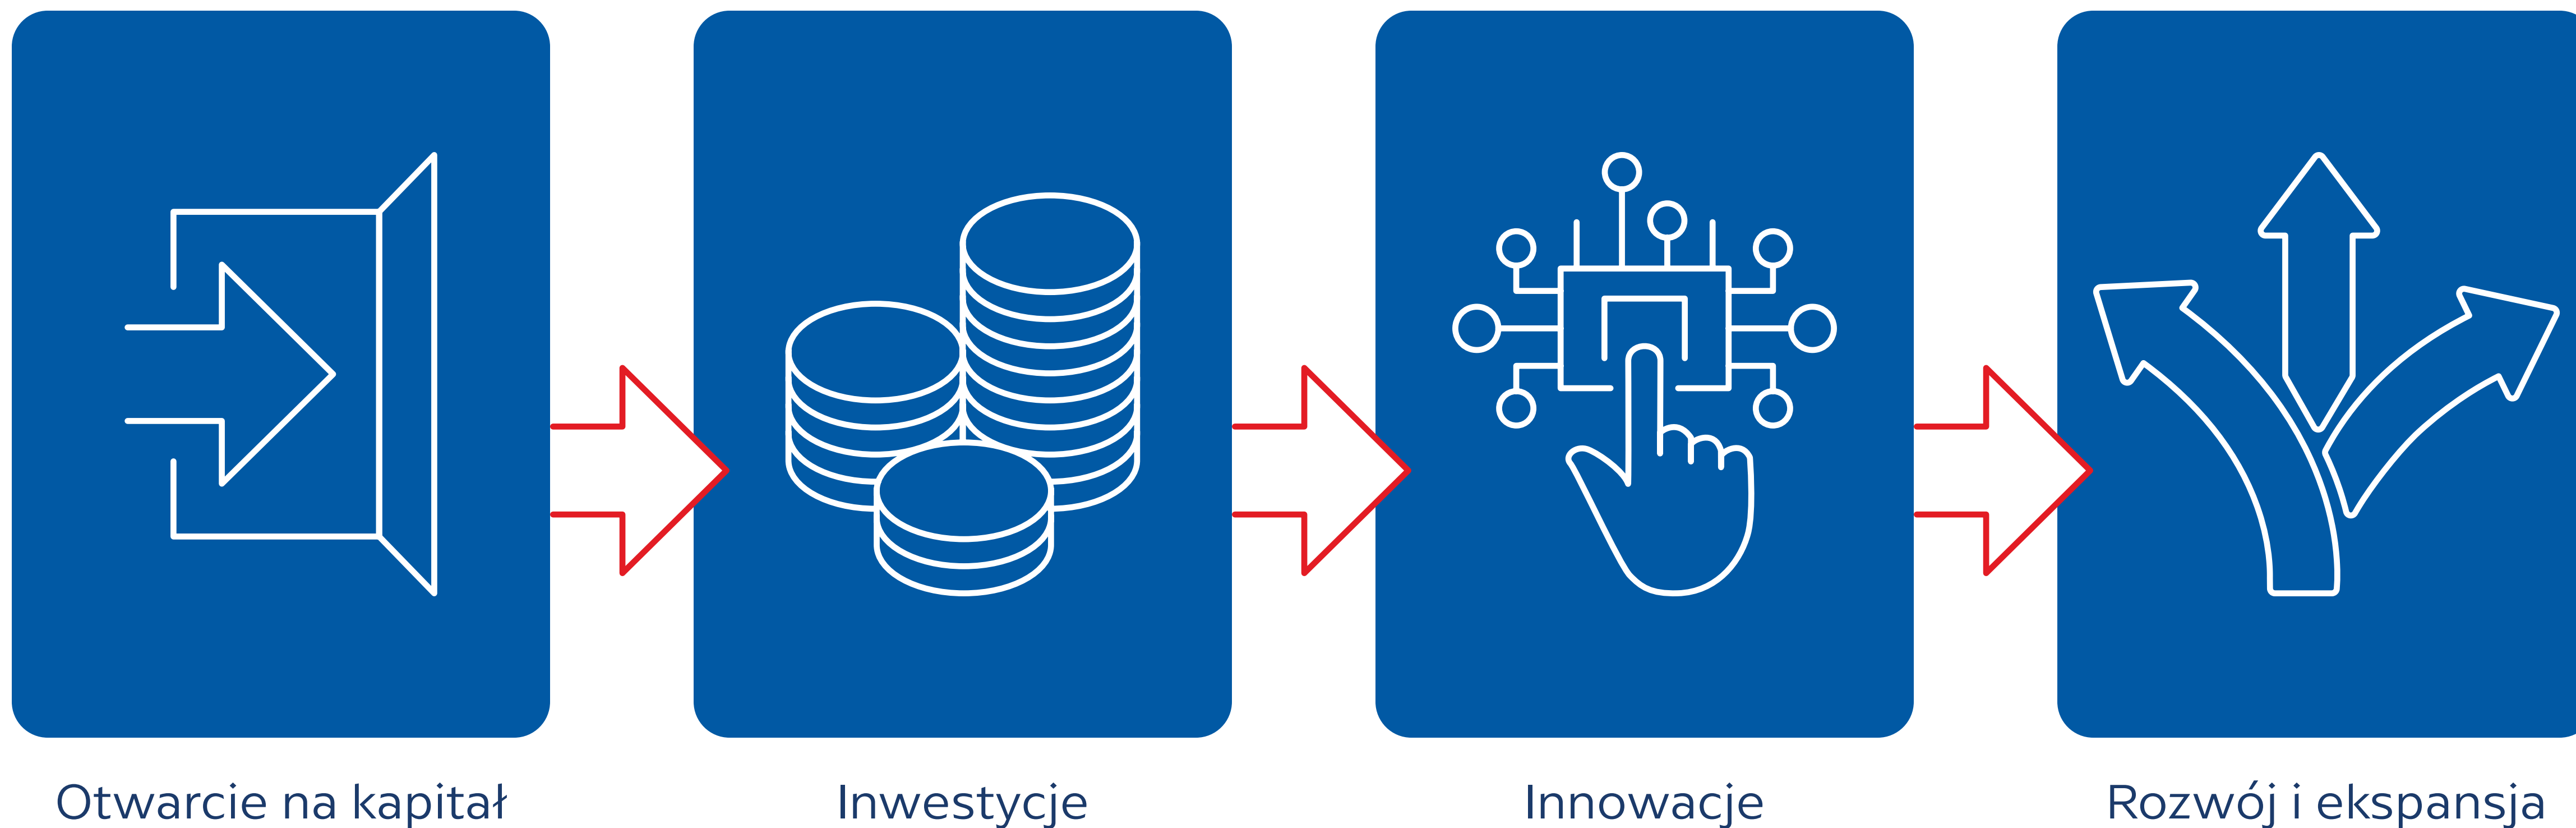 Otwarcie na kapitał
Inwestycje
Innowacje
Rozwój i ekspansja